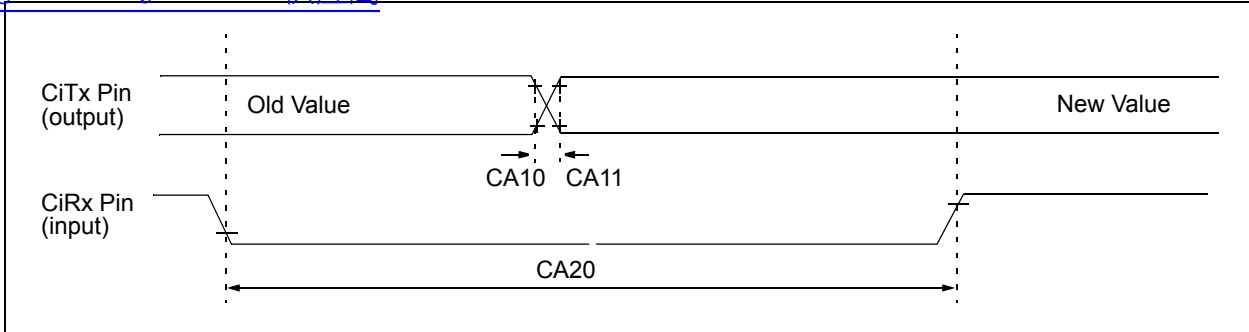 CiTx Pin
(output)
Old Value
New Value
CA10 CA11
CiRx Pin
(input)
CA20